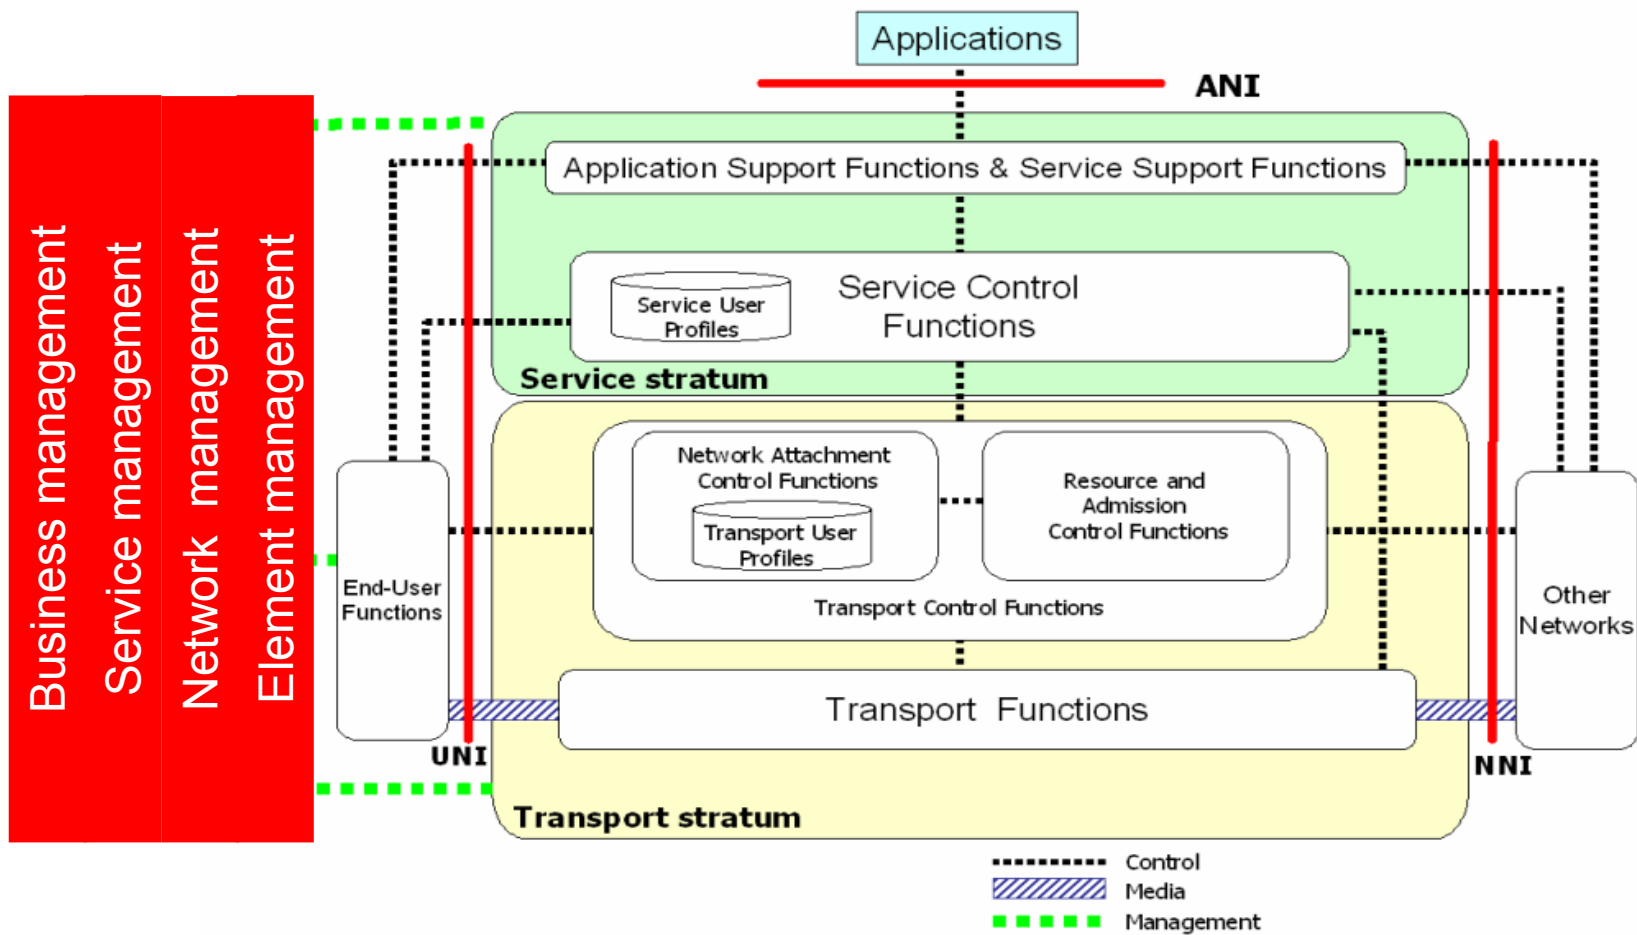 Applications
ANI
Business management
Service management
Network management
Element management
Application Support Functions & Service Support Functions
Service User
Profiles
Service Control
Functions
Service stratum
Network Attachment
Control Functions
Transport User
Profiles
Resource and
Admission
Control Functions
Transport Control Functions
End-User
Functions
Other
Networks
Transport Functions
UNI
NNI
Transport stratum
Control
Media
Management